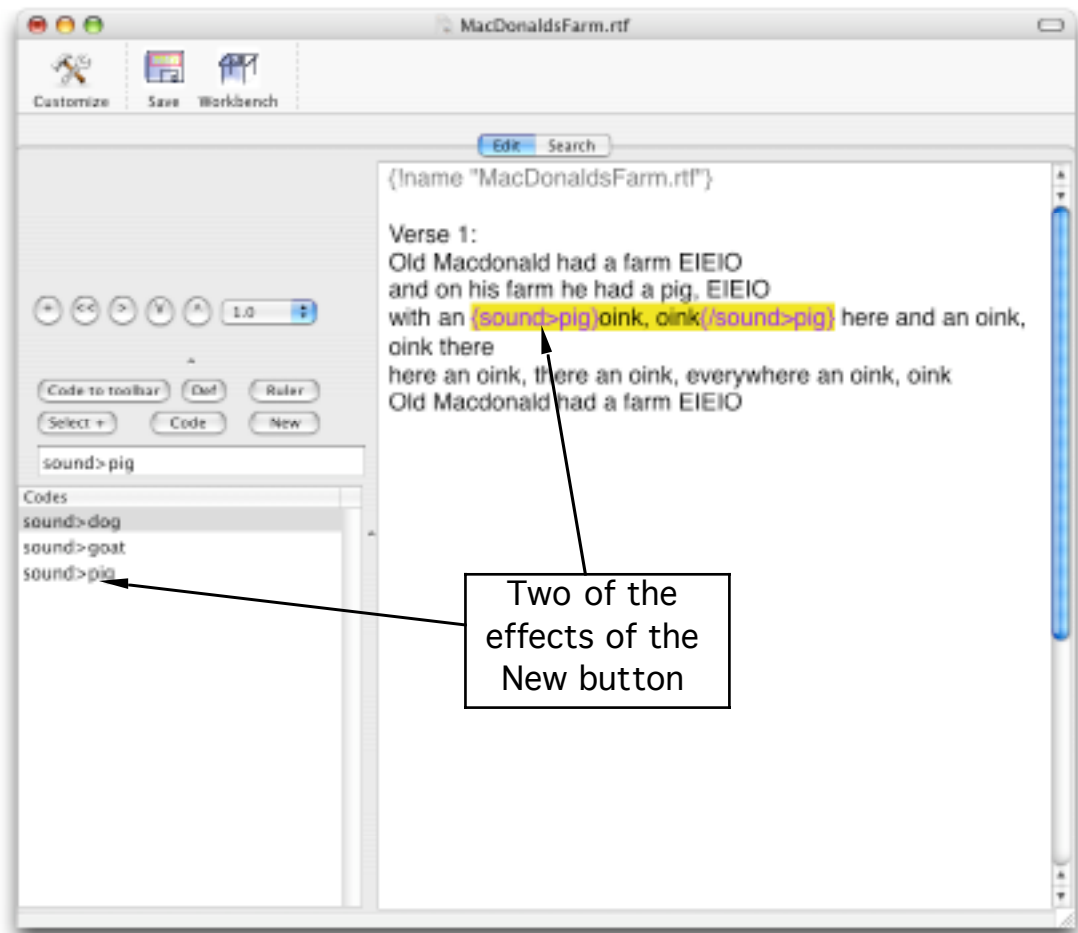 MacDonaldsFarm.rtf
Customize Save Workbench
Edit Search
{!name "MacDonaldsFarm.rtf"}
Verse 1:
Old Macdonald had a farm EIEIO
and on his farm he had a pig, EIEIO
with an {sound>pig}oink, oink{/sound>pig} here and an oink,
oink there
here an oink, there an oink, everywhere an oink, oink
Old Macdonald had a farm EIEIO
+ << > ¥ ^ 1.0
Code to toolbar Def Ruler
Select + Code New
sound>pig
Codes
sound>dog
sound>goat
sound>pig
Two of the
effects of the
New button